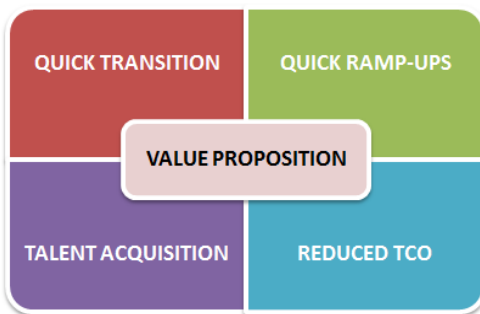 QUICK TRANSITION
QUICK RAMP-UPS
VALUE PROPOSITION
TALENT ACQUISITION
REDUCED TCO